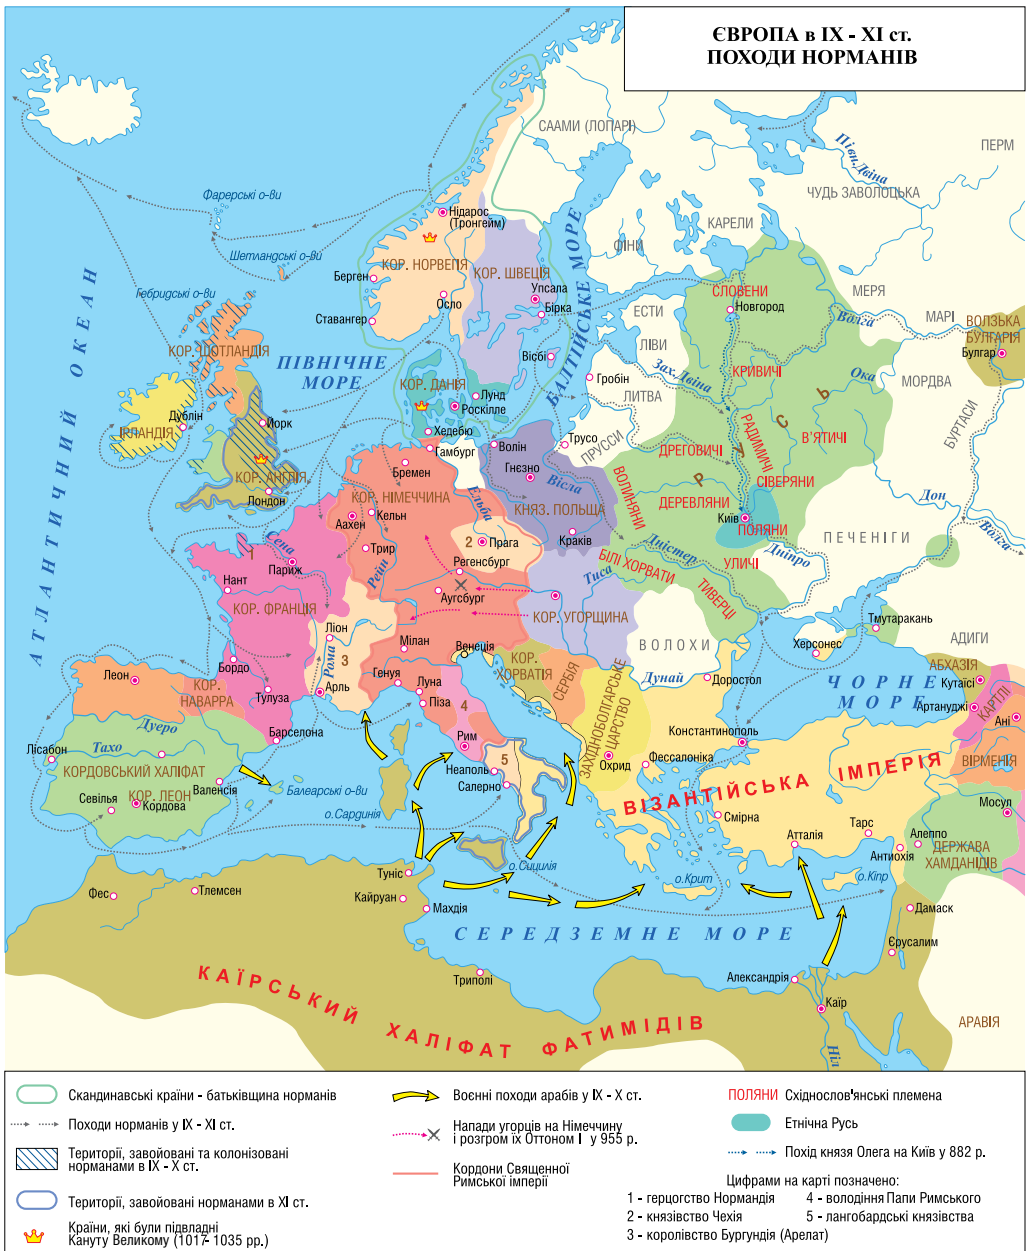 ЄВРОПА в IX - XI ст.
ПОХОДИ НОРМАНІВ
СААМИ (ЛОПАРІ)
Півн. Двіна
ПЕРМ
ЧУДЬ ЗАВОЛОЦЬКА
Фарерські о-ви
Нідарос
(Тронгейм)
КАРЕЛИ
ФІНИ
Шетландські о-ви
КОР. НОРВЕГІЯ
КОР. ШВЕЦІЯ
Берген
Упсала
СЛОВЕНИ
Новгород
МЕРЯ
Гебридські о-ви
Осло
Бірка
ЕСТИ
Волга
МАРІ
ВОЛЗЬКА
БУЛГАРІЯ
Булгар
Ставангер
АТЛАНТИЧНИЙ ОКЕАН
КОР. ШОТЛАНДІЯ
ПІВНІЧНЕ
МОРЕ
БАЛТІЙСЬКЕ МОРЕ
ЛІВИ
Вісбі
Зах. Двіна
КРИВИЧІ
Ока
МОРДВА
Гробін
ЛИТВА
КОР. ДАНІЯ
Лунд
Роскілле
Дублін
ІРЛАНДІЯ
Йорк
Хедебю
Гамбург
Волін
Трусо
ПРУССИ
РУСЬ
РАДИМИЧІ
В'ЯТИЧІ
БУРТАСИ
ДРЕГОВИЧІ
СІВЕРЯНИ
КОР. АНГЛІЯ
Лондон
Бремен
Гнєзно
Вісла
ВОЛИНЯНИ
ДЕРЕВЛЯНИ
КОР. НІМЕЧЧИНА
Ельба
КНЯЗ. ПОЛЬЩА
Дон
Аахен
Кельн
Київ
ПОЛЯНИ
Волга
1
Сена
Париж
Трир
Рейн
2
Прага
Краків
Дністер
Дніпро
ПЕЧЕНІГИ
Регенсбург
БІЛІ ХОРВАТИ
УЛИЧІ
Нант
Аугсбург
Тиса
ТИВЕРЦІ
КОР. ФРАНЦІЯ
КОР. УГОРЩИНА
Тмутаракань
Ліон
Мілан
Венеція
ВОЛОХИ
Херсонес
АДИГИ
3
Рома
КОР.
ХОРВАТІЯ
СЕРБІЯ
Бордо
Генуя
Дунай
Доростол
АБХАЗІЯ
Кутаїсі
Леон
КОР.
НАВАРРА
Тулуза
Арль
Луна
Піза
4
ЗАХІДНОБОЛГАРСЬКЕ
ЦАРСТВО
ЧОРНЕ
МОРЕ
Артануджі
КАРТЛІ
Ані
Дуеро
Барселона
Рим
Константинополь
Лісабон
Тахо
5
Охрид
Фессалоніка
ВІРМЕНІЯ
КОРДОВСЬКИЙ ХАЛІФАТ
Неаполь
Салерно
ВІЗАНТІЙСЬКА ІМПЕРІЯ
Валенсія
Балеарські о-ви
КОР. ЛЕОН
Севілья
Кордова
о.Сардинія
Смірна
Тарс
Мосул
Атталія
Алеппо
ДЕРЖАВА
ХАМДАНІДІВ
Антиохія
о.Сицилія
Туніс
о.Крит
о.Кіпр
Фес
Тлемсен
Кайруан
Махдія
Дамаск
СЕРЕДЗЕМНЕ МОРЕ
Єрусалим
Триполі
Александрія
КАЇРСЬКИЙ ХАЛІФАТ ФАТИМІДІВ
Каїр
АРАВІЯ
Ніл
Скандинавські країни - батьківщина норманів
Походи норманів у IX - XI ст.
Території, завойовані та колонізовані
норманами в IX - X ст.
Території, завойовані норманами в XI ст.
Країни, які були підвладні
Кануту Великому (1017- 1035 рр.)
Воєнні походи арабів у IX - X ст.
Напади угорців на Німеччину
і розгром їх Оттоном I у 955 р.
Кордони Священної
Римської імперії
ПОЛЯНИ Східнослов'янські племена
Етнічна Русь
Похід князя Олега на Київ у 882 р.
Цифрами на карті позначено:
1 - герцогство Нормандія
2 - князівство Чехія
3 - королівство Бургундія (Арелат)
4 - володіння Папи Римського
5 - лангобардські князівства